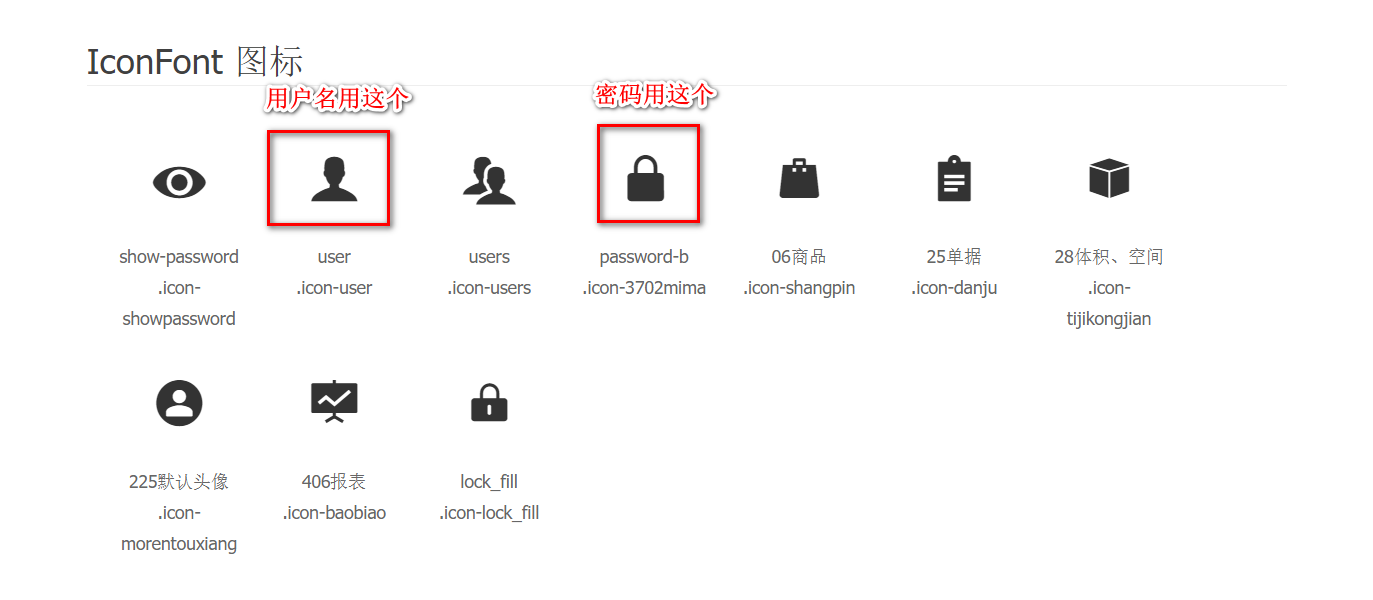 IconFont 图标
用户名用这个
密码用这个
show-password
user
users
password-b
06商品
25单据
28体积、空间
.icon-
showpassword
.icon-user
.icon-users
.icon-3702mima
.icon-shangpin
.icon-danju
.icon-
tijikongjian
225默认头像
406报表
lock_fill
.icon-
morentouxiang
.icon-baobiao
.icon-lock_fill